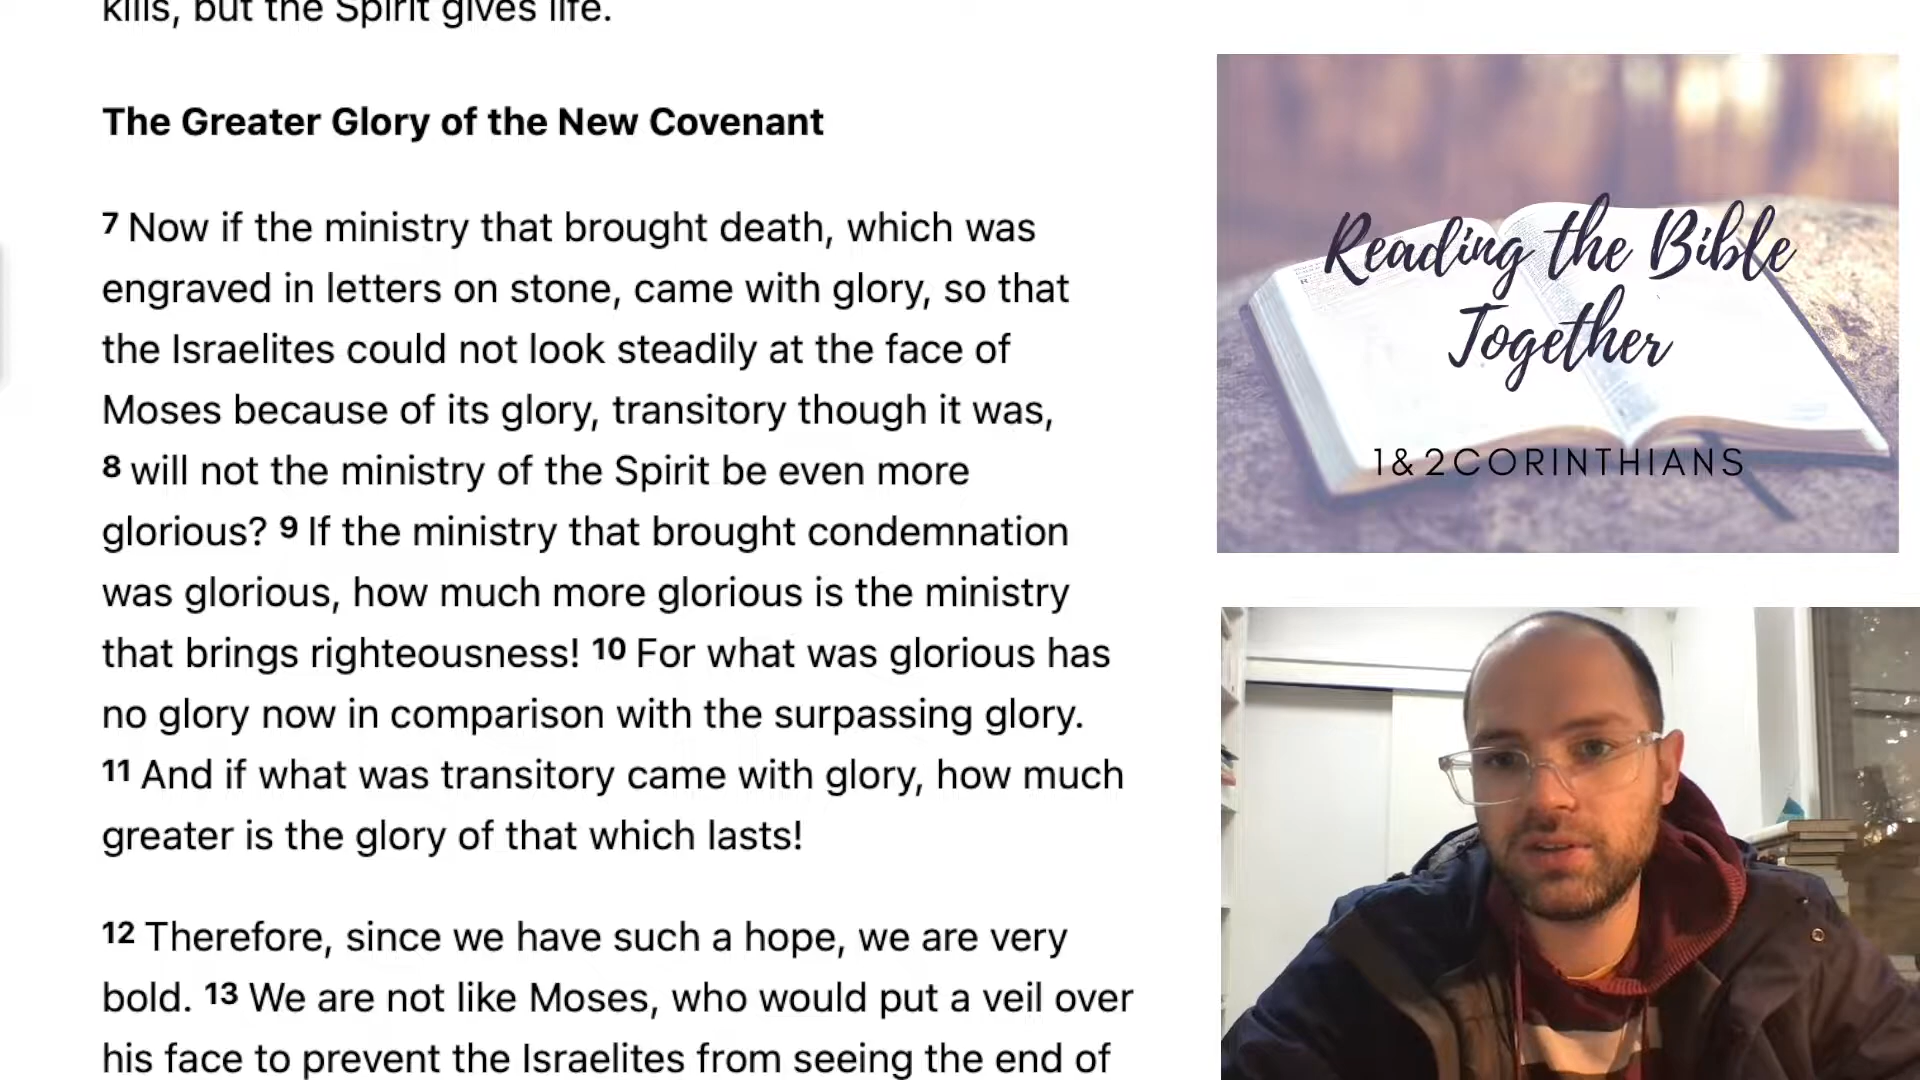 kills, but the Spirit gives life.
The Greater Glory of the New Covenant
7 Now if the ministry that brought death, which was
engraved in letters on stone, came with glory, so that
the Israelites could not look steadily at the face of
Moses because of its glory, transitory though it was,
8 will not the ministry of the Spirit be even more
glorious? 9 If the ministry that brought condemnation
was glorious, how much more glorious is the ministry
that brings righteousness! 10 For what was glorious has
no glory now in comparison with the surpassing glory.
11 And if what was transitory came with glory, how much
greater is the glory of that which lasts!
12 Therefore, since we have such a hope, we are very
bold. 13 We are not like Moses, who would put a veil over
his face to prevent the Israelites from seeing the end of
Reading the Bible
Together
1 & 2 CORINTHIANS